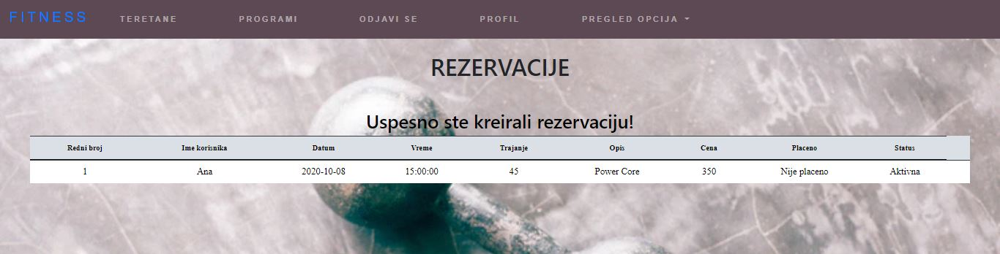 FITNESS TERETANE PROGRAMI ODJAVI SE PROFIL PREGLED OPCIJA
REZERVACIJE
Uspesno ste kreirali rezervaciju!
Redni broj Ime korisnika Datum Vreme Trajanje Opis Cena Placeno Status
1 Ana 2020-10-08 15:00:00 45 Power Core 350 Nije placeno Aktivna